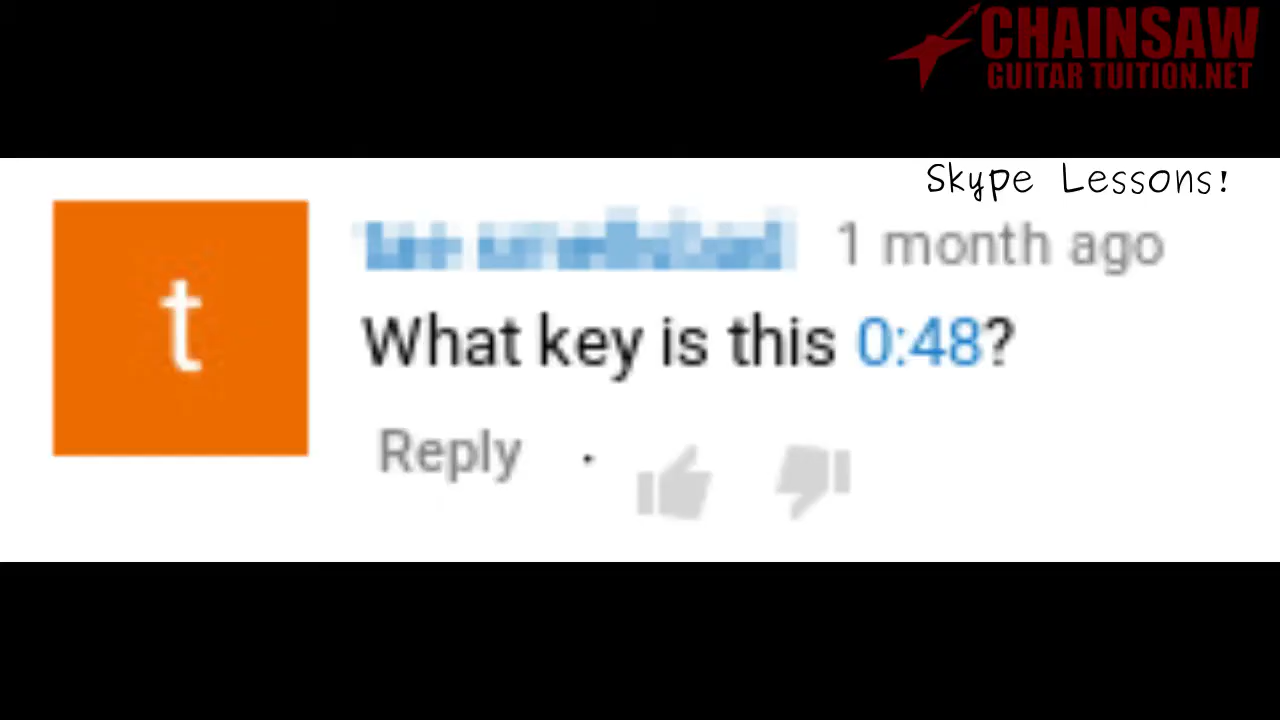 CHAINSAW
GUITAR TUITION.NET
Skype Lessons!
t
1 month ago
What key is this 0:48?
Reply ·